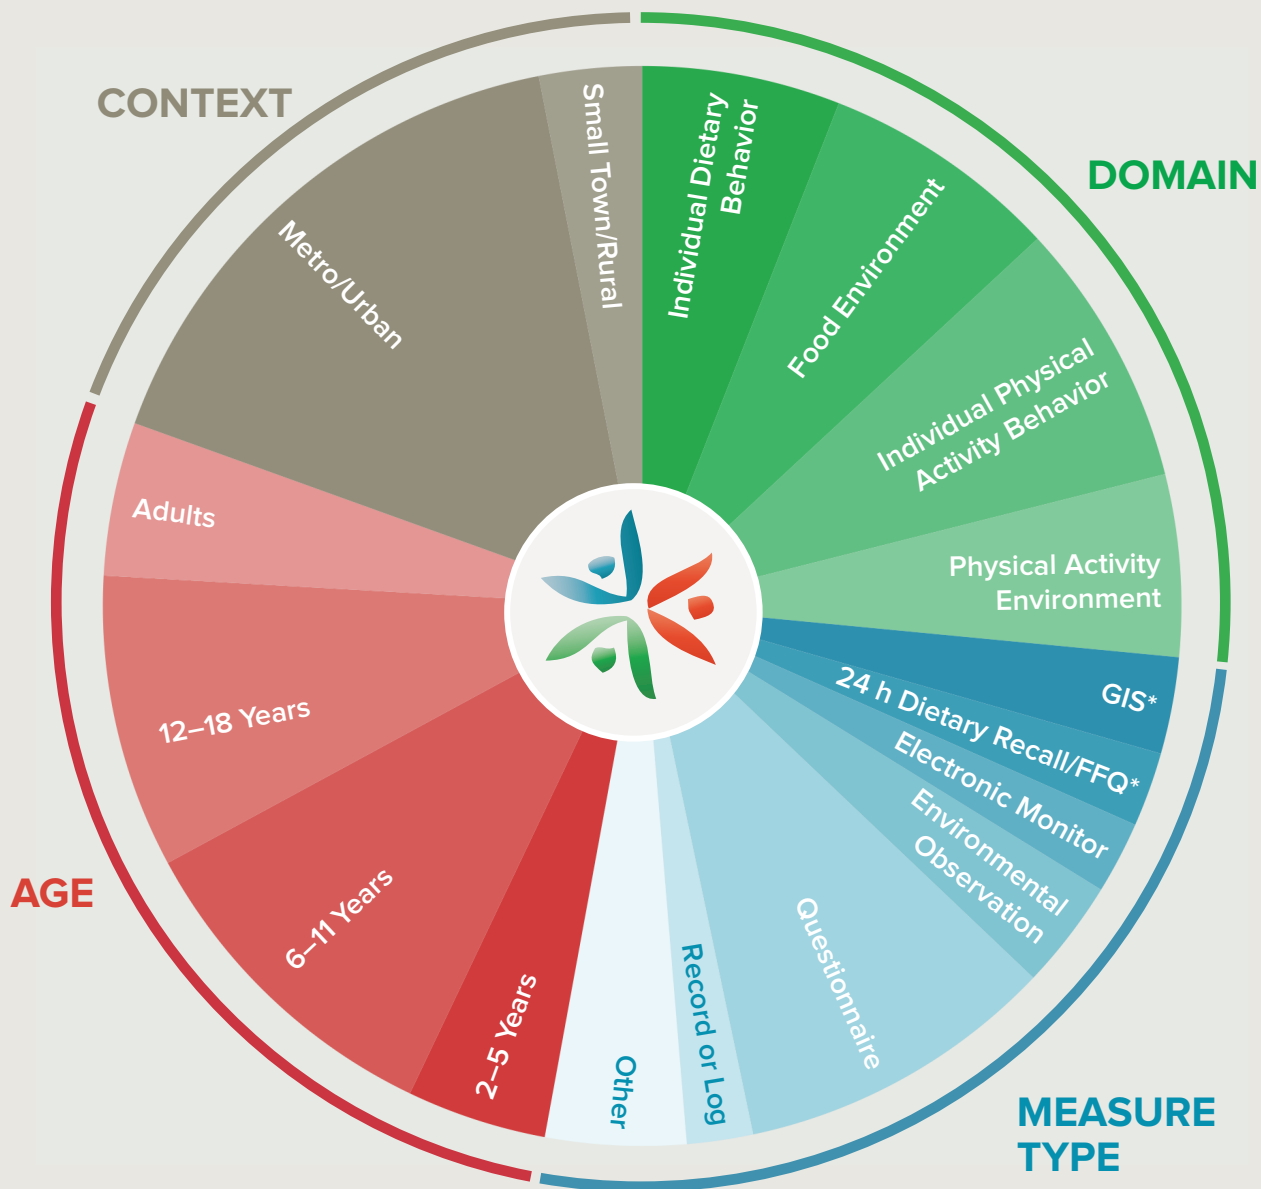 CONTEXT
Small Town/Rural
Metro/Urban
DOMAIN
Individual Dietary
Behavior
Food Environment
Individual Physical
Activity Behavior
Physical Activity
Environment
GIS*
24 h Dietary Recall/FFQ*
Electronic Monitor
Environmental
Observation
Questionnaire
Record or Log
Other
MEASURE
TYPE
2–5 Years
6–11 Years
12–18 Years
Adults
AGE